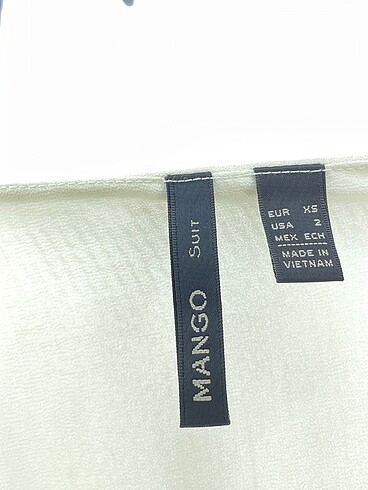 MANGO SUIT
EUR XS
USA 2
MEX ECH
MADE IN
VIETNAM